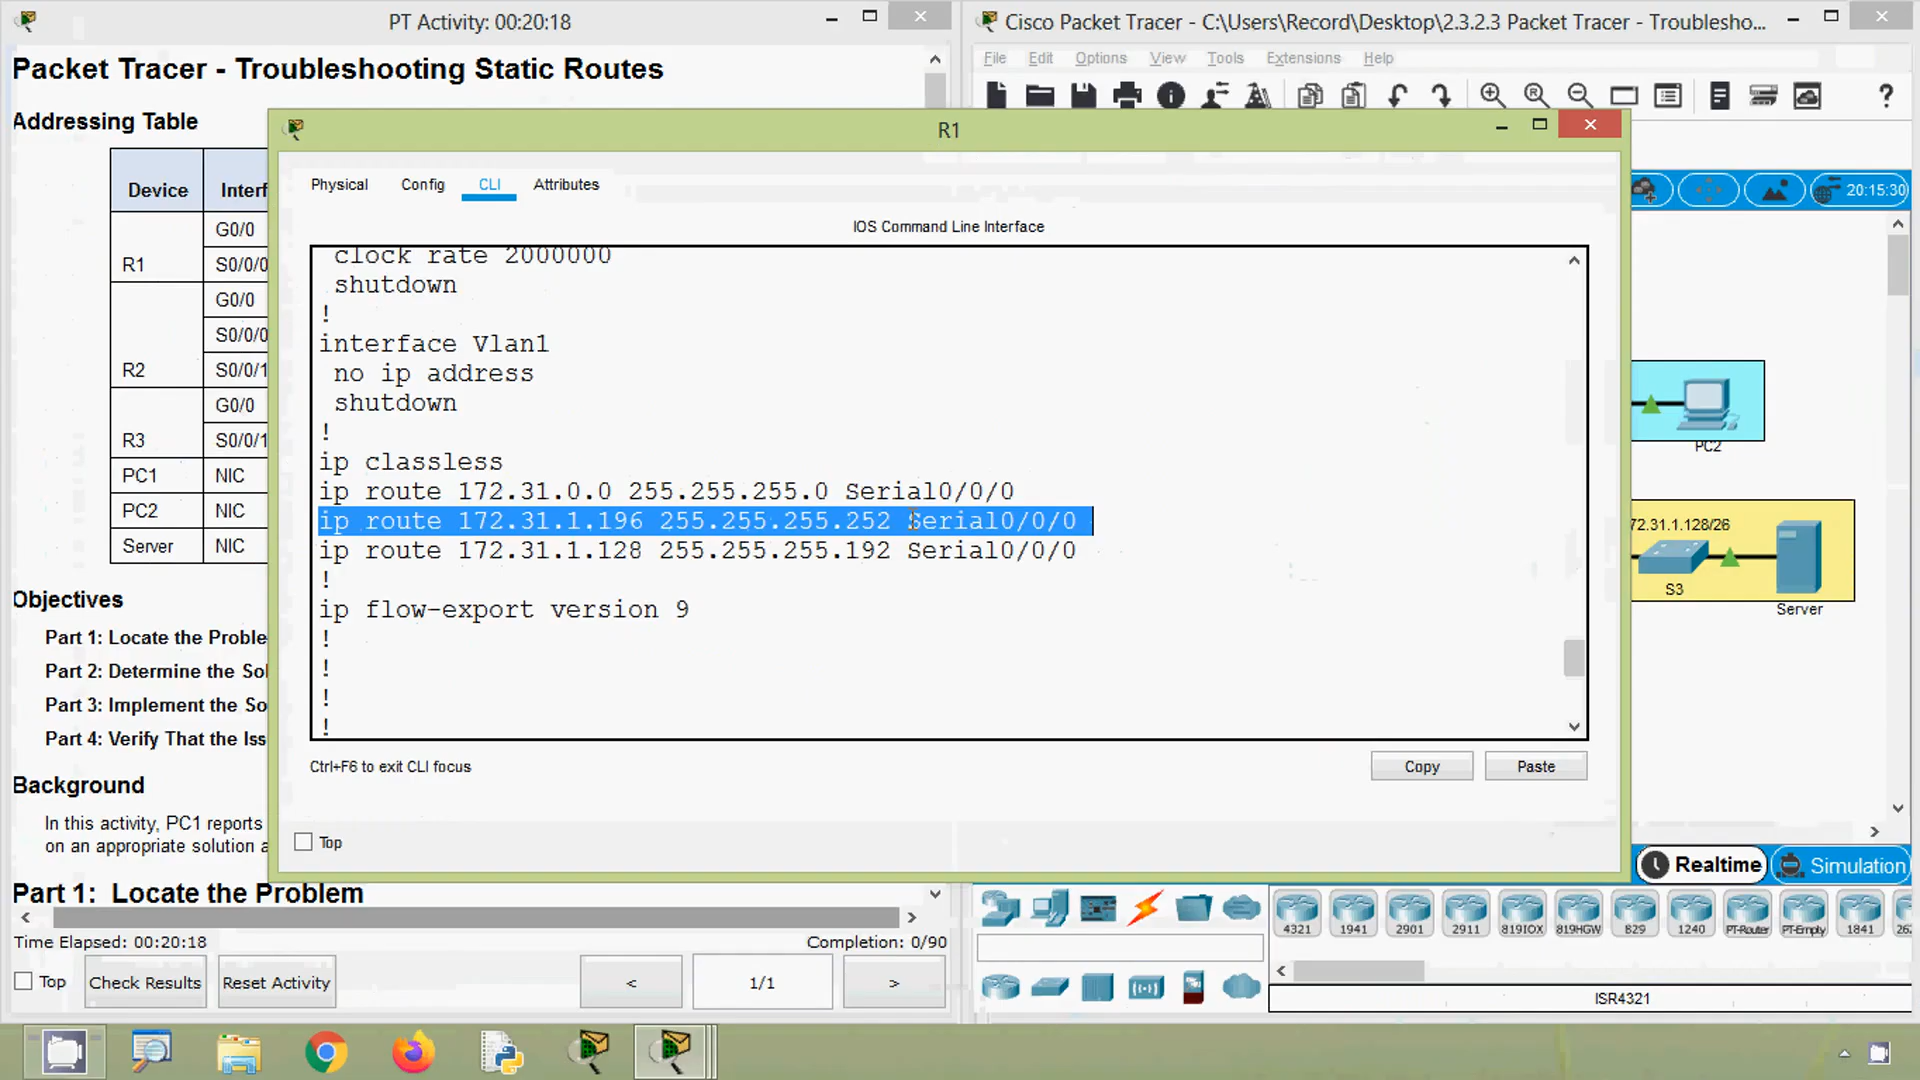 PT Activity: 00:20:18
Cisco Packet Tracer - C:\Users\Record\Desktop\2.3.2.3 Packet Tracer - Troublesho...
File Edit Options View Tools Extensions Help
Packet Tracer - Troubleshooting Static Routes
Addressing Table
Device Interf
R1 G0/0
S0/0/0
R2 G0/0
S0/0/0
S0/0/1
R3 G0/0
S0/0/1
PC1 NIC
PC2 NIC
Server NIC
Objectives
Part 1: Locate the Proble
Part 2: Determine the Sol
Part 3: Implement the So
Part 4: Verify That the Iss
Background
In this activity, PC1 reports
on an appropriate solution a
Part 1: Locate the Problem
Time Elapsed: 00:20:18
Completion: 0/90
Top
Check Results
Reset Activity
<
1/1
>
R1
Physical Config CLI Attributes
IOS Command Line Interface
clock rate 2000000
shutdown
!
interface Vlan1
no ip address
shutdown
!
ip classless
ip route 172.31.0.0 255.255.255.0 Serial0/0/0
ip route 172.31.1.196 255.255.255.252 Serial0/0/0
ip route 172.31.1.128 255.255.255.192 Serial0/0/0
!
ip flow-export version 9
!
!
!
!
Ctrl+F6 to exit CLI focus
Copy
Paste
Top
20:15:30
PC2
172.31.1.128/26
S3
Server
Realtime
Simulation
4321 1941 2901 2911 819IOX 819HGW 829 1240 PT-Router PT-Empty 1841 262
ISR4321